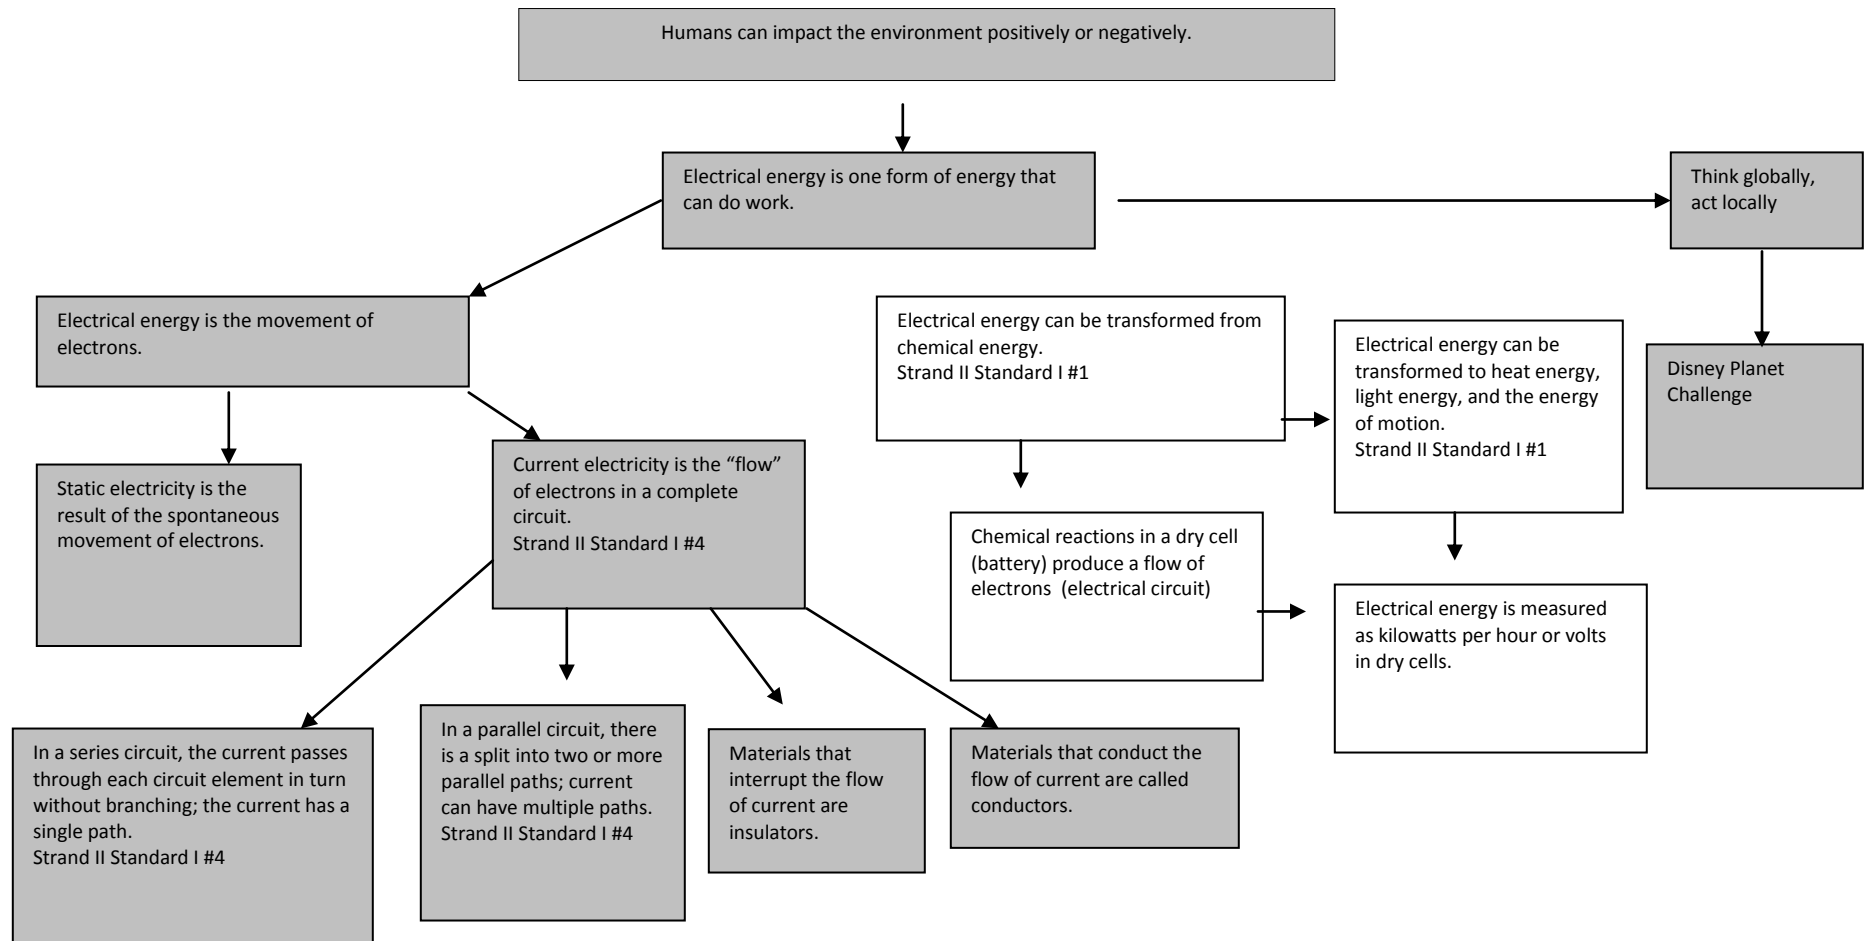 Humans can impact the environment positively or negatively.
Electrical energy is one form of energy that
can do work.
Think globally,
act locally
Electrical energy is the movement of
electrons.
Electrical energy can be transformed from
chemical energy.
Strand II Standard I #1
Electrical energy can be
transformed to heat energy,
light energy, and the energy
of motion.
Strand II Standard I #1
Disney Planet
Challenge
Static electricity is the
result of the spontaneous
movement of electrons.
Current electricity is the “flow”
of electrons in a complete
circuit.
Strand II Standard I #4
Chemical reactions in a dry cell
(battery) produce a flow of
electrons  (electrical circuit)
Electrical energy is measured
as kilowatts per hour or volts
in dry cells.
In a series circuit, the current passes
through each circuit element in turn
without branching; the current has a
single path.
Strand II Standard I #4
In a parallel circuit, there
is a split into two or more
parallel paths; current
can have multiple paths.
Strand II Standard I #4
Materials that
interrupt the flow
of current are
insulators.
Materials that conduct the
flow of current are called
conductors.